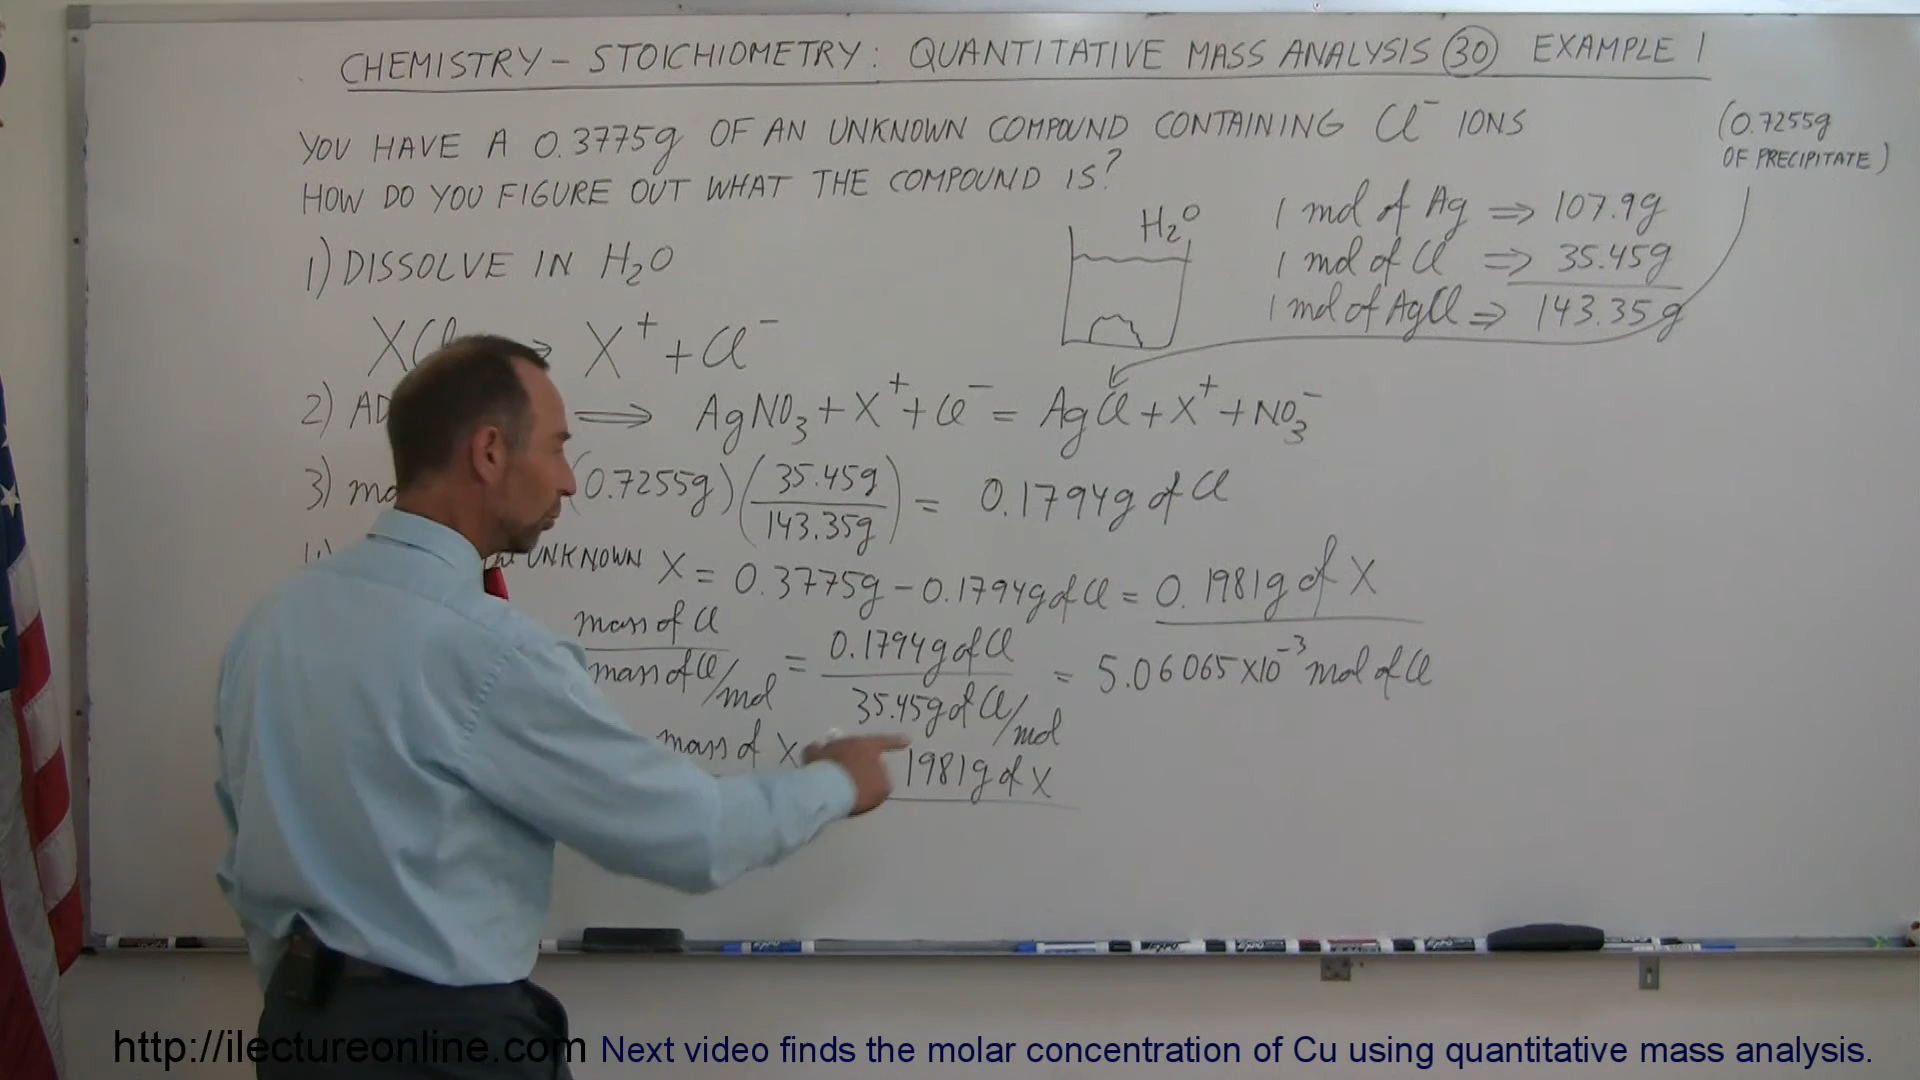 CHEMISTRY - STOICHIOMETRY: QUANTITATIVE MASS ANALYSIS (30) EXAMPLE 1
YOU HAVE A 0.3775g OF AN UNKNOWN COMPOUND CONTAINING Cl⁻ IONS
HOW DO YOU FIGURE OUT WHAT THE COMPOUND IS?
(0.7255g
OF PRECIPITATE)
1 mol of Ag ⇒ 107.9g
1 mol of Cl ⇒ 35.45g
1 mol of AgCl ⇒ 143.35g
H₂O
1) DISSOLVE IN H₂O
XCl → X⁺ + Cl⁻
2) AD ⟹ AgNO₃ + X⁺ + Cl⁻ = AgCl + X⁺ + NO₃⁻
3) (0.7255g) (35.45g / 143.35g) = 0.1794g of Cl
UNKNOWN X = 0.3775g - 0.1794g of Cl = 0.1981g of X
mass of Cl / mass of Cl/mol = 0.1794g of Cl / 35.45g of Cl/mol = 5.06065 x 10⁻³ mol of Cl
mass of X 1981g of X
http://ilectureonline.com Next video finds the molar concentration of Cu using quantitative mass analysis.